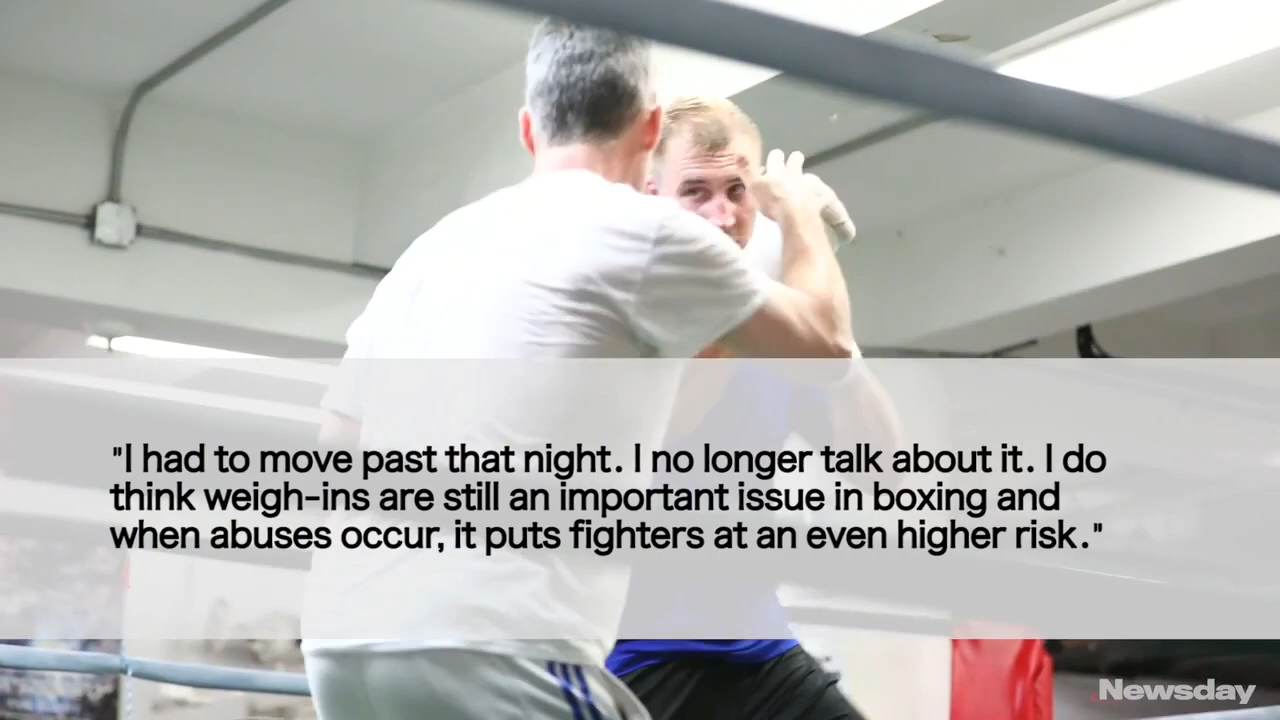 "I had to move past that night. I no longer talk about it. I do
think weigh-ins are still an important issue in boxing and
when abuses occur, it puts fighters at an even higher risk."
Newsday